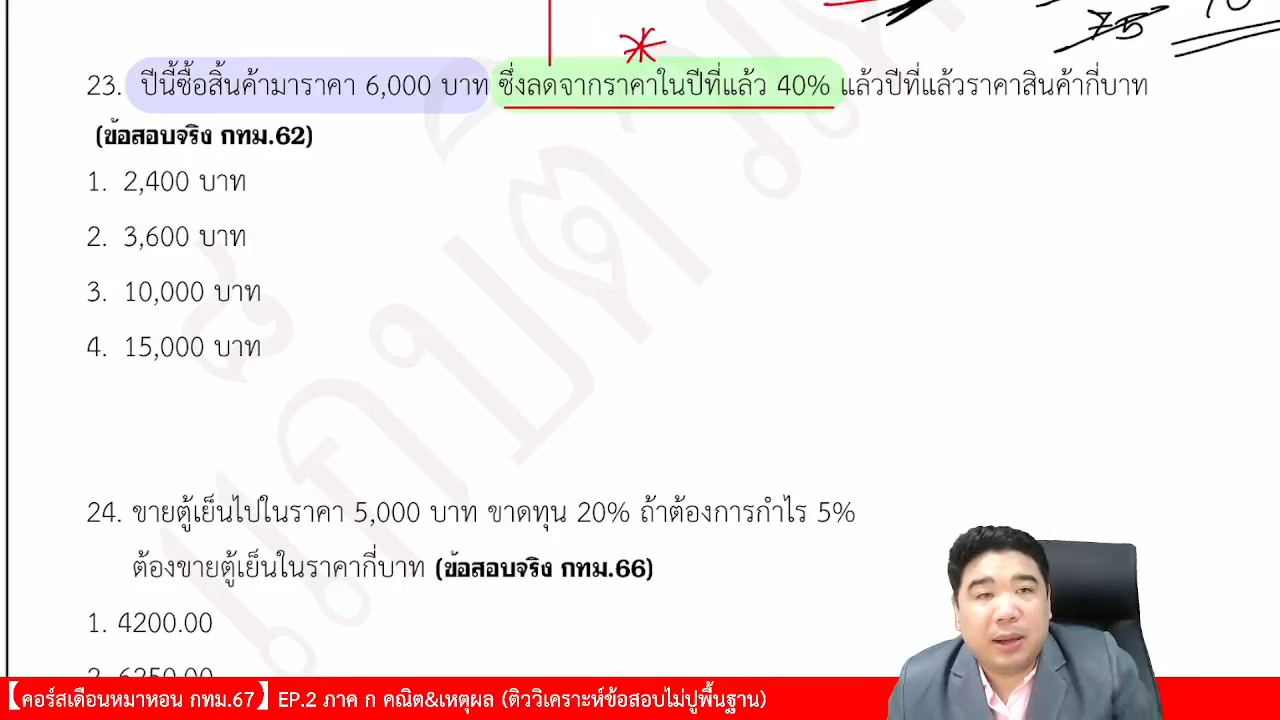 75
10
23. ปีนี้ซื้อสิ้นค้ามาราคา 6,000 บาท ซึ่งลดจากราคาในปีที่แล้ว 40% แล้วปีที่แล้วราคาสินค้ากี่บาท
(ข้อสอบจริง กทม.62)
1. 2,400 บาท
2. 3,600 บาท
3. 10,000 บาท
4. 15,000 บาท
24. ขายตู้เย็นไปในราคา 5,000 บาท ขาดทุน 20% ถ้าต้องการกำไร 5%
ต้องขายตู้เย็นในราคากี่บาท (ข้อสอบจริง กทม.66)
1. 4200.00
2. 6250.00
【คอร์สเดือนหมาหอน กทม.67】 EP.2 ภาค ก คณิต&เหตุผล (ติววิเคราะห์ข้อสอบไม่ปูพื้นฐาน)